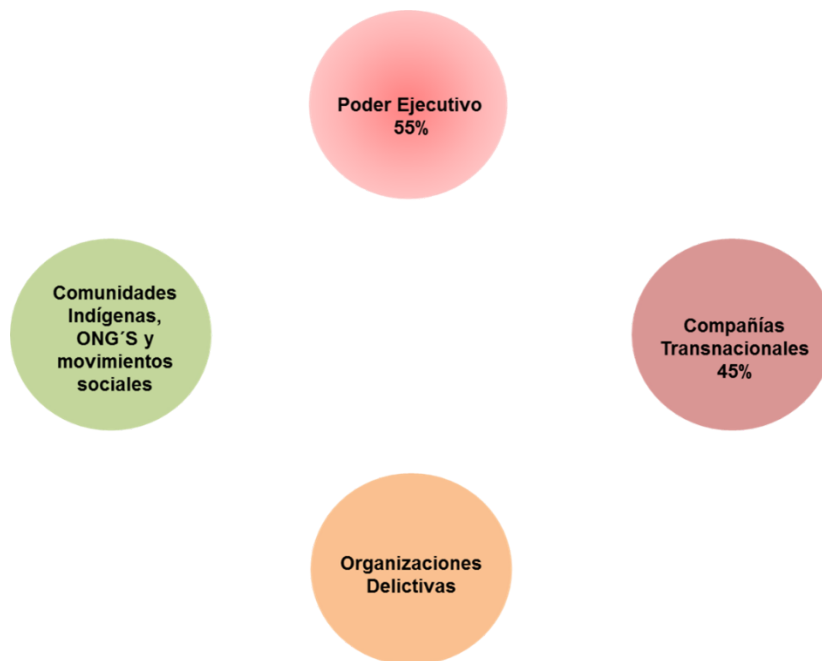 Poder Ejecutivo
55%
Comunidades
Indígenas,
ONG´S y
movimientos
sociales
Compañías
Transnacionales
45%
Organizaciones
Delictivas